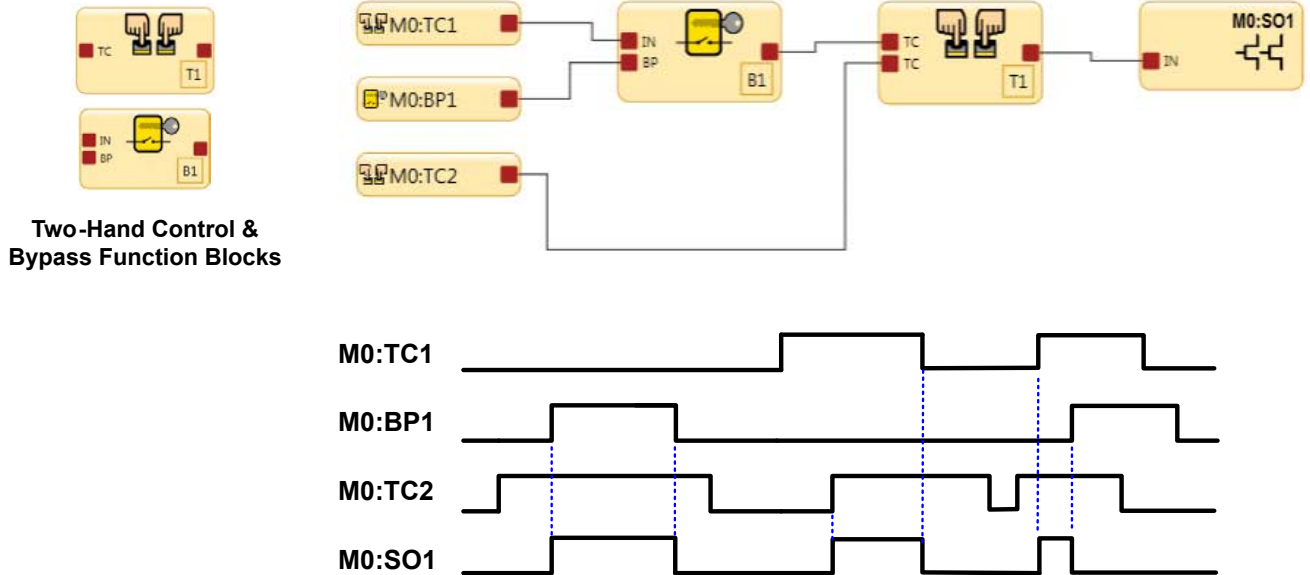 TC
T1
IN
BP
B1
Two-Hand Control &
Bypass Function Blocks
M0:TC1
M0:BP1
M0:TC2
IN
BP
B1
TC
TC
T1
M0:SO1
IN
M0:TC1
M0:BP1
M0:TC2
M0:SO1